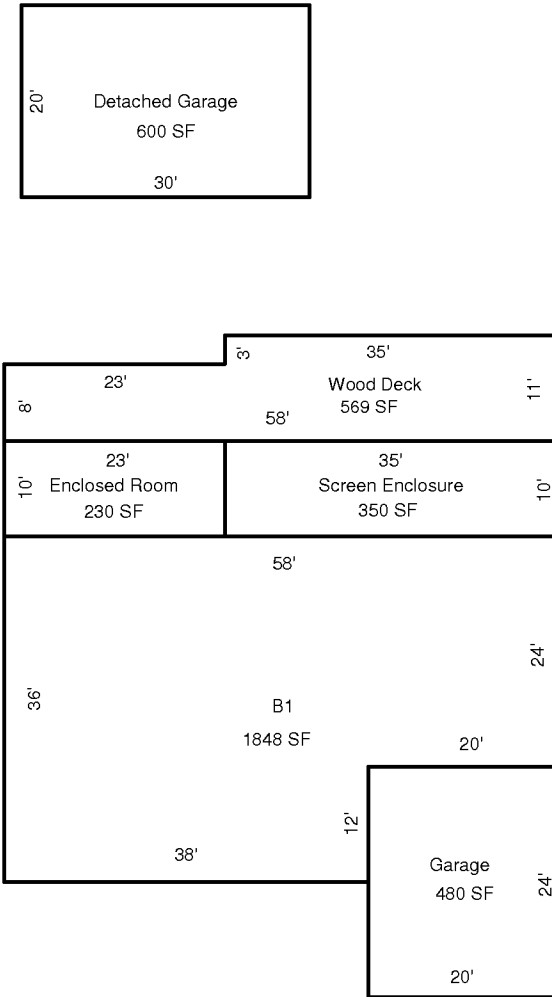 20'
Detached Garage
600 SF
30'
3'
35'
23'
Wood Deck
11'
8'
569 SF
58'
23'
35'
10'
Enclosed Room
Screen Enclosure
10'
230 SF
350 SF
58'
24'
36'
B1
1848 SF
20'
12'
38'
Garage
24'
480 SF
20'